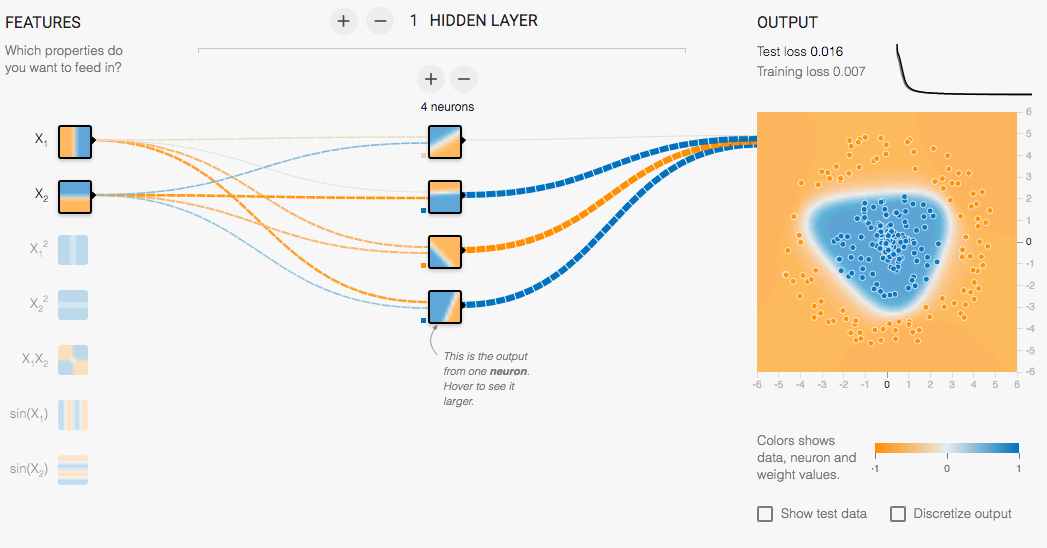 FEATURES
Which properties do
you want to feed in?
X1
X2
X1²
X2²
X1X2
sin(X1)
sin(X2)
+ − 1 HIDDEN LAYER
+ −
4 neurons
This is the output
from one neuron.
Hover to see it
larger.
OUTPUT
Test loss 0.016
Training loss 0.007
6
5
4
3
2
1
0
-1
-2
-3
-4
-5
-6
-6 -5 -4 -3 -2 -1 0 1 2 3 4 5 6
Colors shows
data, neuron and
weight values.
-1 0 1
Show test data
Discretize output